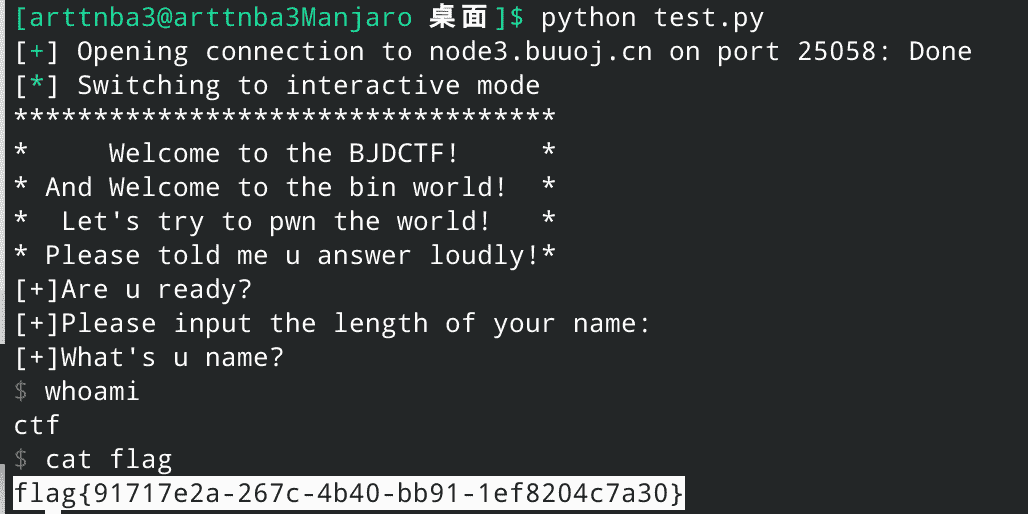 [arttnba3@arttnba3Manjaro 桌面]$ python test.py
[+] Opening connection to node3.buuoj.cn on port 25058: Done
[*] Switching to interactive mode
**********************************
*     Welcome to the BJDCTF!     *
* And Welcome to the bin world!  *
*  Let's try to pwn the world!   *
* Please told me u answer loudly!*
[+]Are u ready?
[+]Please input the length of your name:
[+]What's u name?
$ whoami
ctf
$ cat flag
flag{91717e2a-267c-4b40-bb91-1ef8204c7a30}